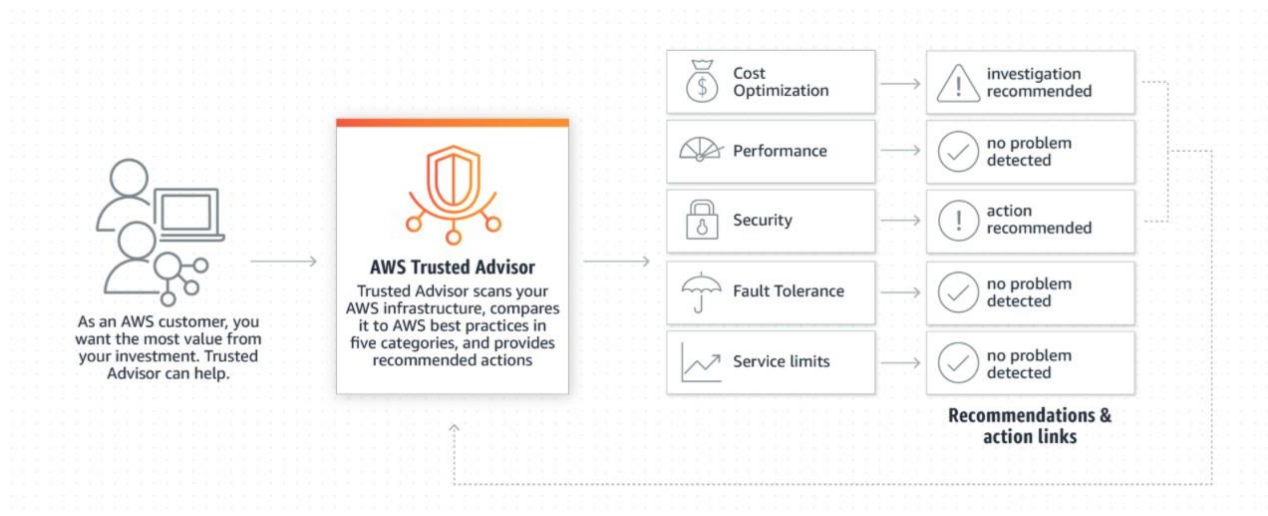 As an AWS customer, you
want the most value from
your investment. Trusted
Advisor can help.
AWS Trusted Advisor
Trusted Advisor scans your
AWS infrastructure, compares
it to AWS best practices in
five categories, and provides
recommended actions
Cost
Optimization
investigation
recommended
Performance
no problem
detected
Security
action
recommended
Fault Tolerance
no problem
detected
Service limits
no problem
detected
Recommendations &
action links